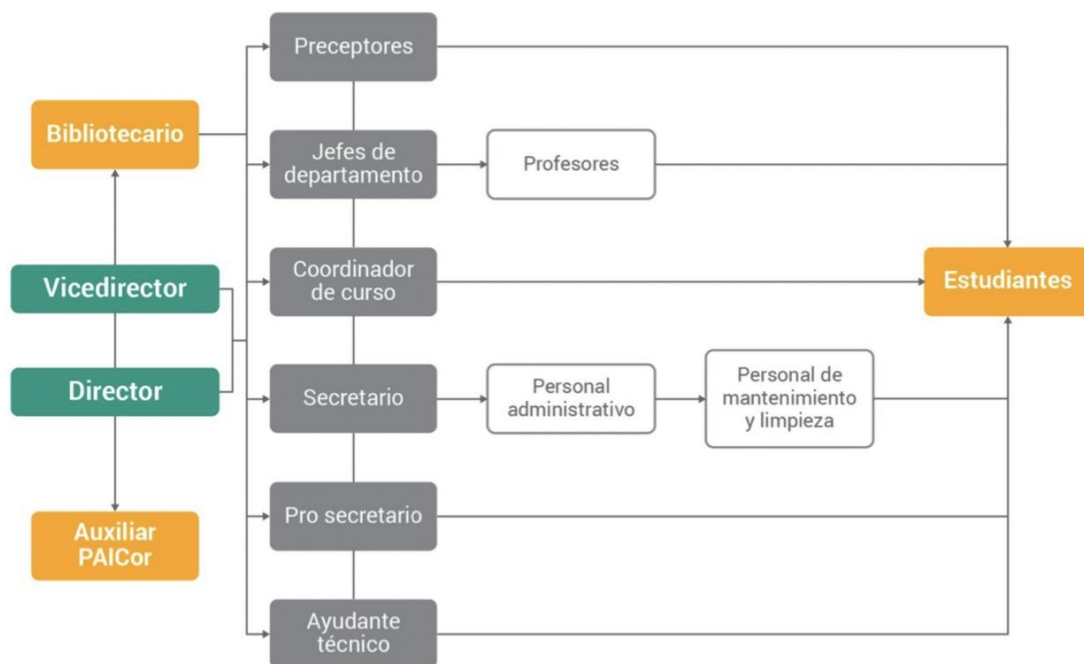 Preceptores
Bibliotecario
Jefes de
departamento
Profesores
Vicedirector
Coordinador
de curso
Estudiantes
Director
Secretario
Personal
administrativo
Personal de
mantenimiento
y limpieza
Auxiliar
PAICor
Pro secretario
Ayudante
técnico